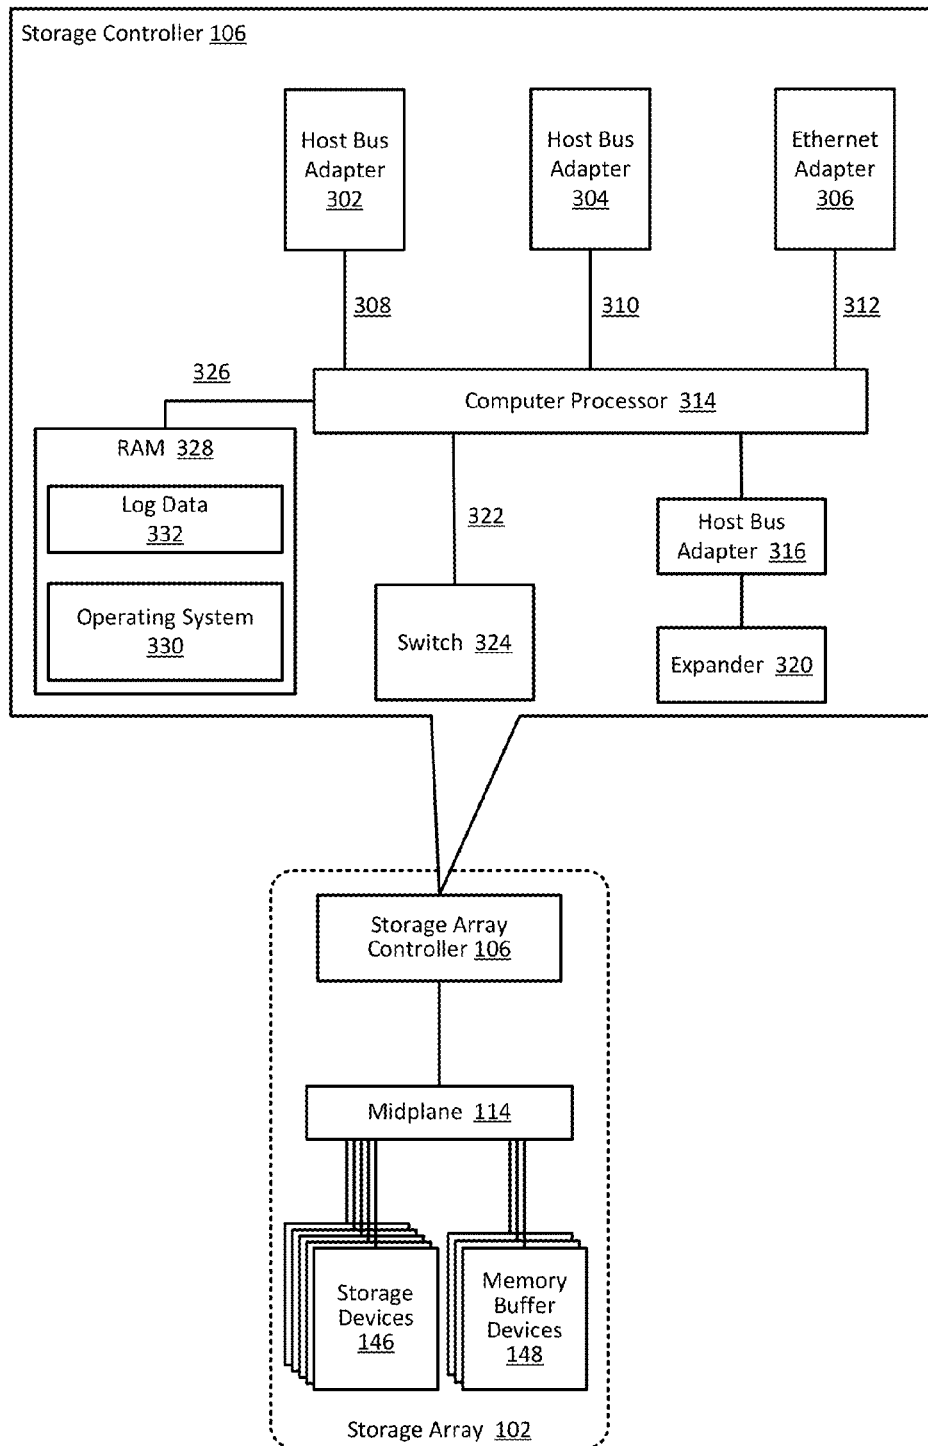 Storage Controller 106
Host Bus
Adapter
302
Host Bus
Adapter
304
Ethernet
Adapter
306
308
310
312
326
Computer Processor 314
RAM 328
Log Data
332
Operating System
330
322
Switch 324
Host Bus
Adapter 316
Expander 320
Storage Array
Controller 106
Midplane 114
Storage
Devices
146
Memory
Buffer
Devices
148
Storage Array 102